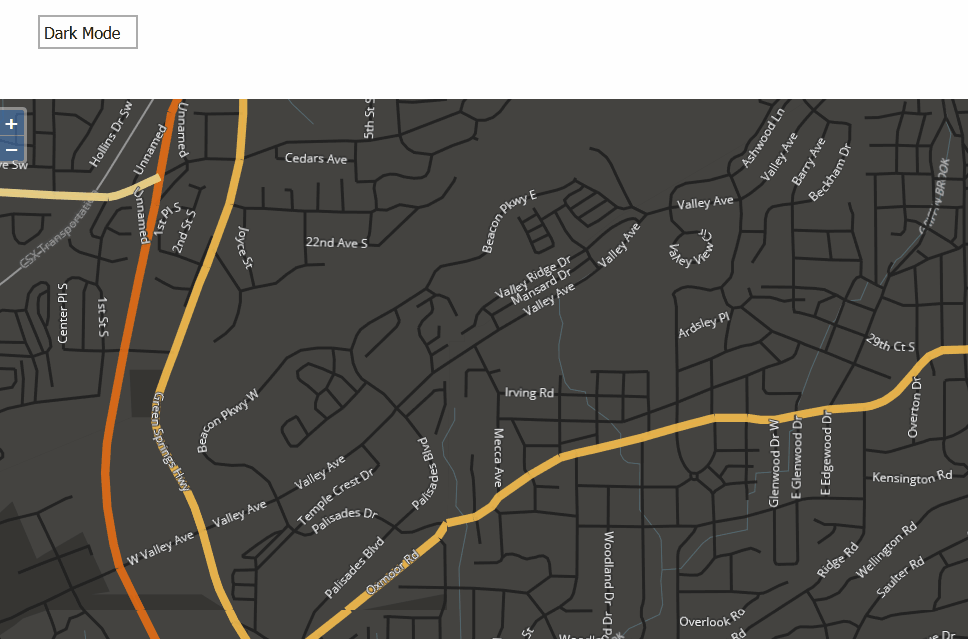 Dark Mode
+
−
Hollins Dr Sw
Unnamed
Unnamed
5th St S
Ashwood Ln
Valley Ave
Barry Ave
Beckham Dr
Cedars Ave
ve Sw
Unnamed
1st Pl S
2nd St S
CSX Transportation
Joyce St
22nd Ave S
Beacon Pkwy E
Valley Ave
Valley Ave
Valley View Cir
Valley Ridge Dr
Mansard Dr
Valley Ave
Center Pl S
1st St S
Ardsley Pl
29th Ct S
Irving Rd
Beacon Pkwy W
Green Springs Hwy
Overton Dr
Palisades Blvd
Mecca Ave
Glenwood Dr W
E Glenwood Dr
E Edgewood Dr
Kensington Rd
Valley Ave
Temple Crest Dr
Palisades Dr
Valley Ave
W Valley Ave
Palisades Blvd
Oxmoor Rd
Woodland Dr
Ridge Rd
Wellington Rd
Saulter Rd
Overlook Rd
Rd
St
e Dr